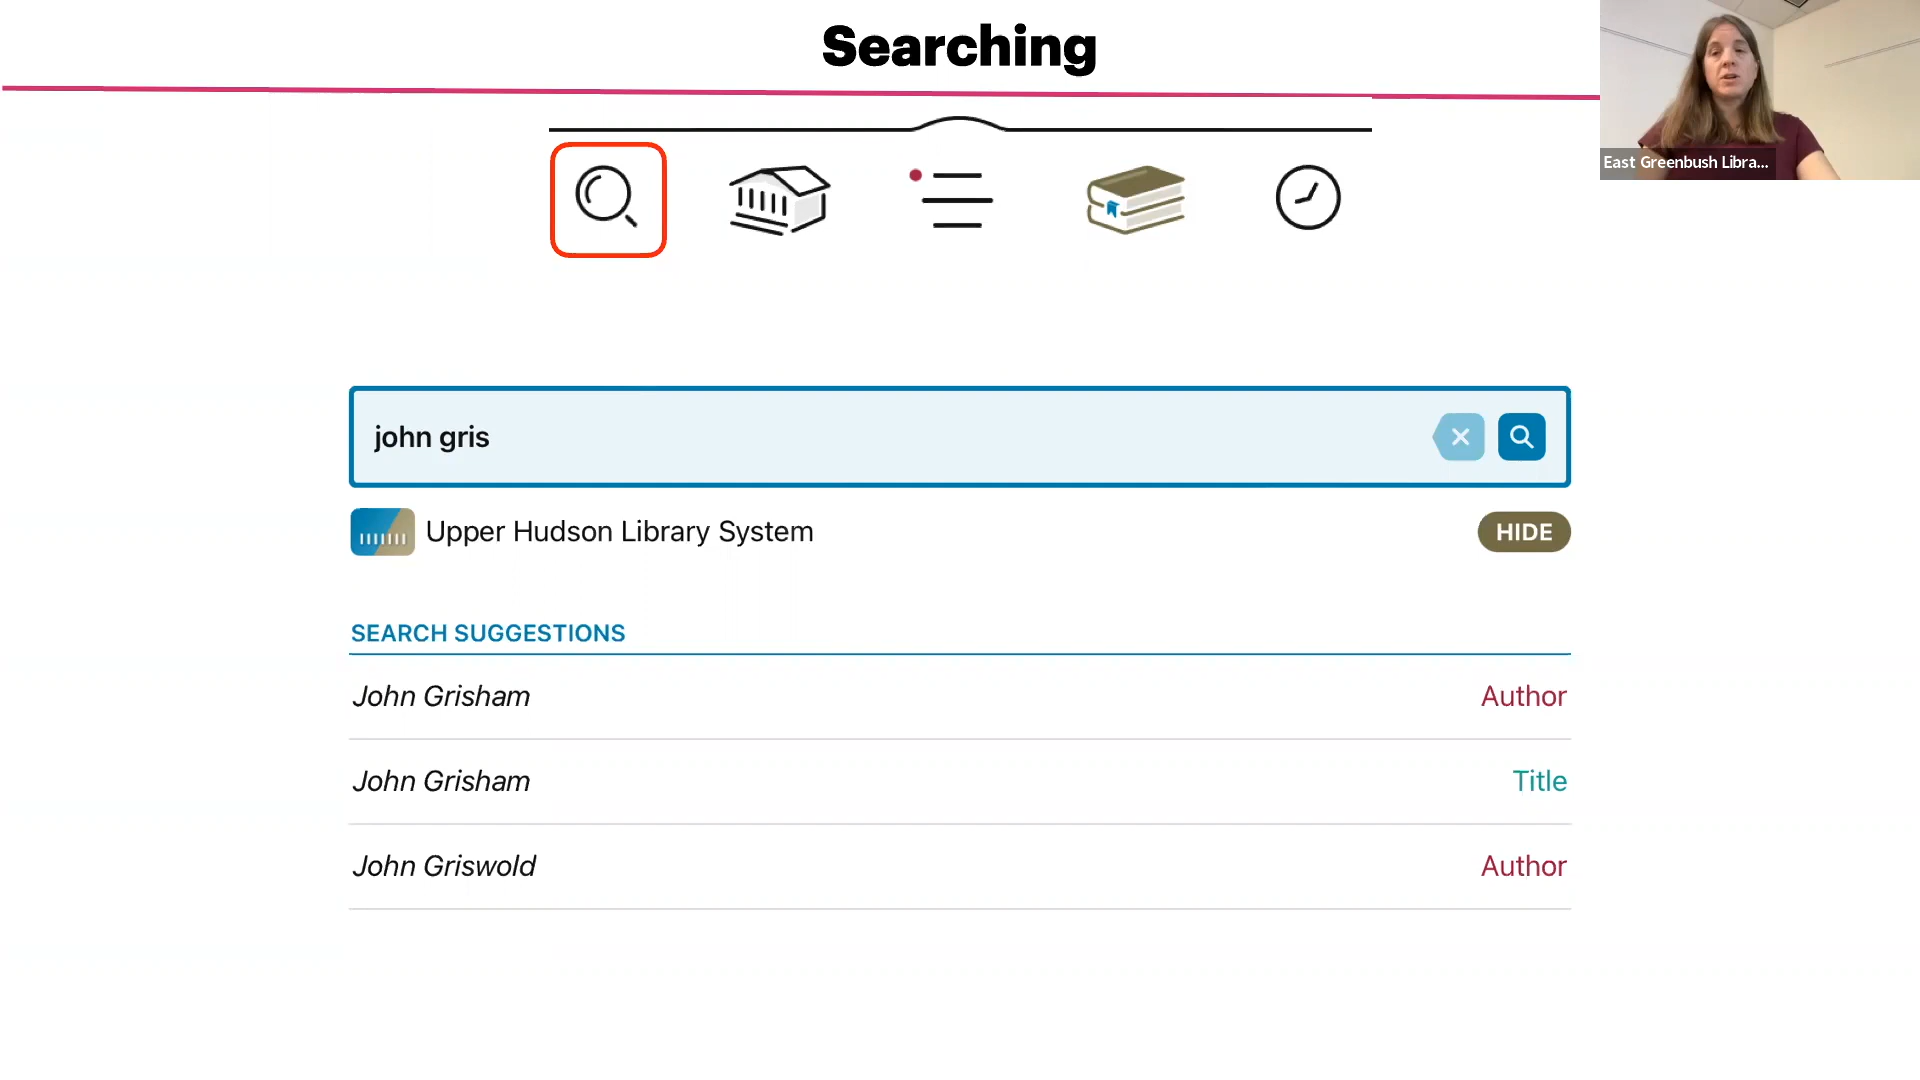 Searching
East Greenbush Libra...
john gris
Upper Hudson Library System
HIDE
SEARCH SUGGESTIONS
John Grisham
Author
John Grisham
Title
John Griswold
Author